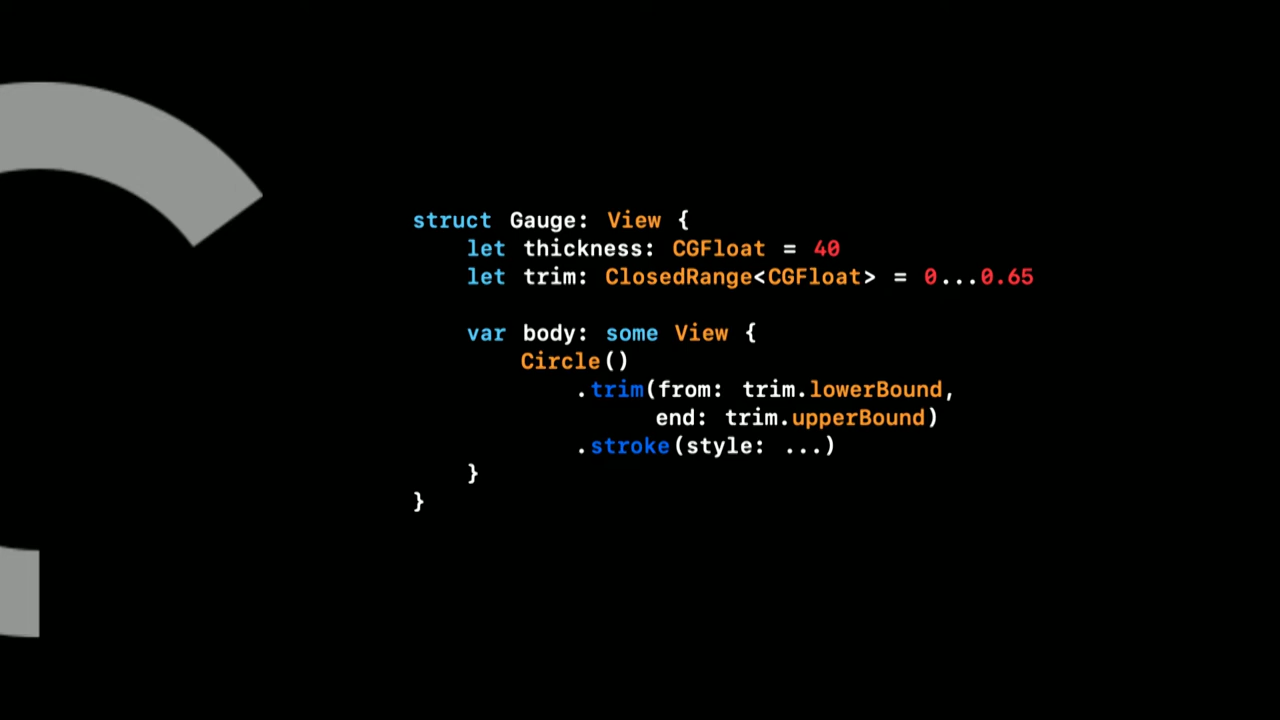 struct Gauge: View {
    let thickness: CGFloat = 40
    let trim: ClosedRange<CGFloat> = 0...0.65

    var body: some View {
        Circle()
            .trim(from: trim.lowerBound,
                  end: trim.upperBound)
            .stroke(style: ...)
    }
}